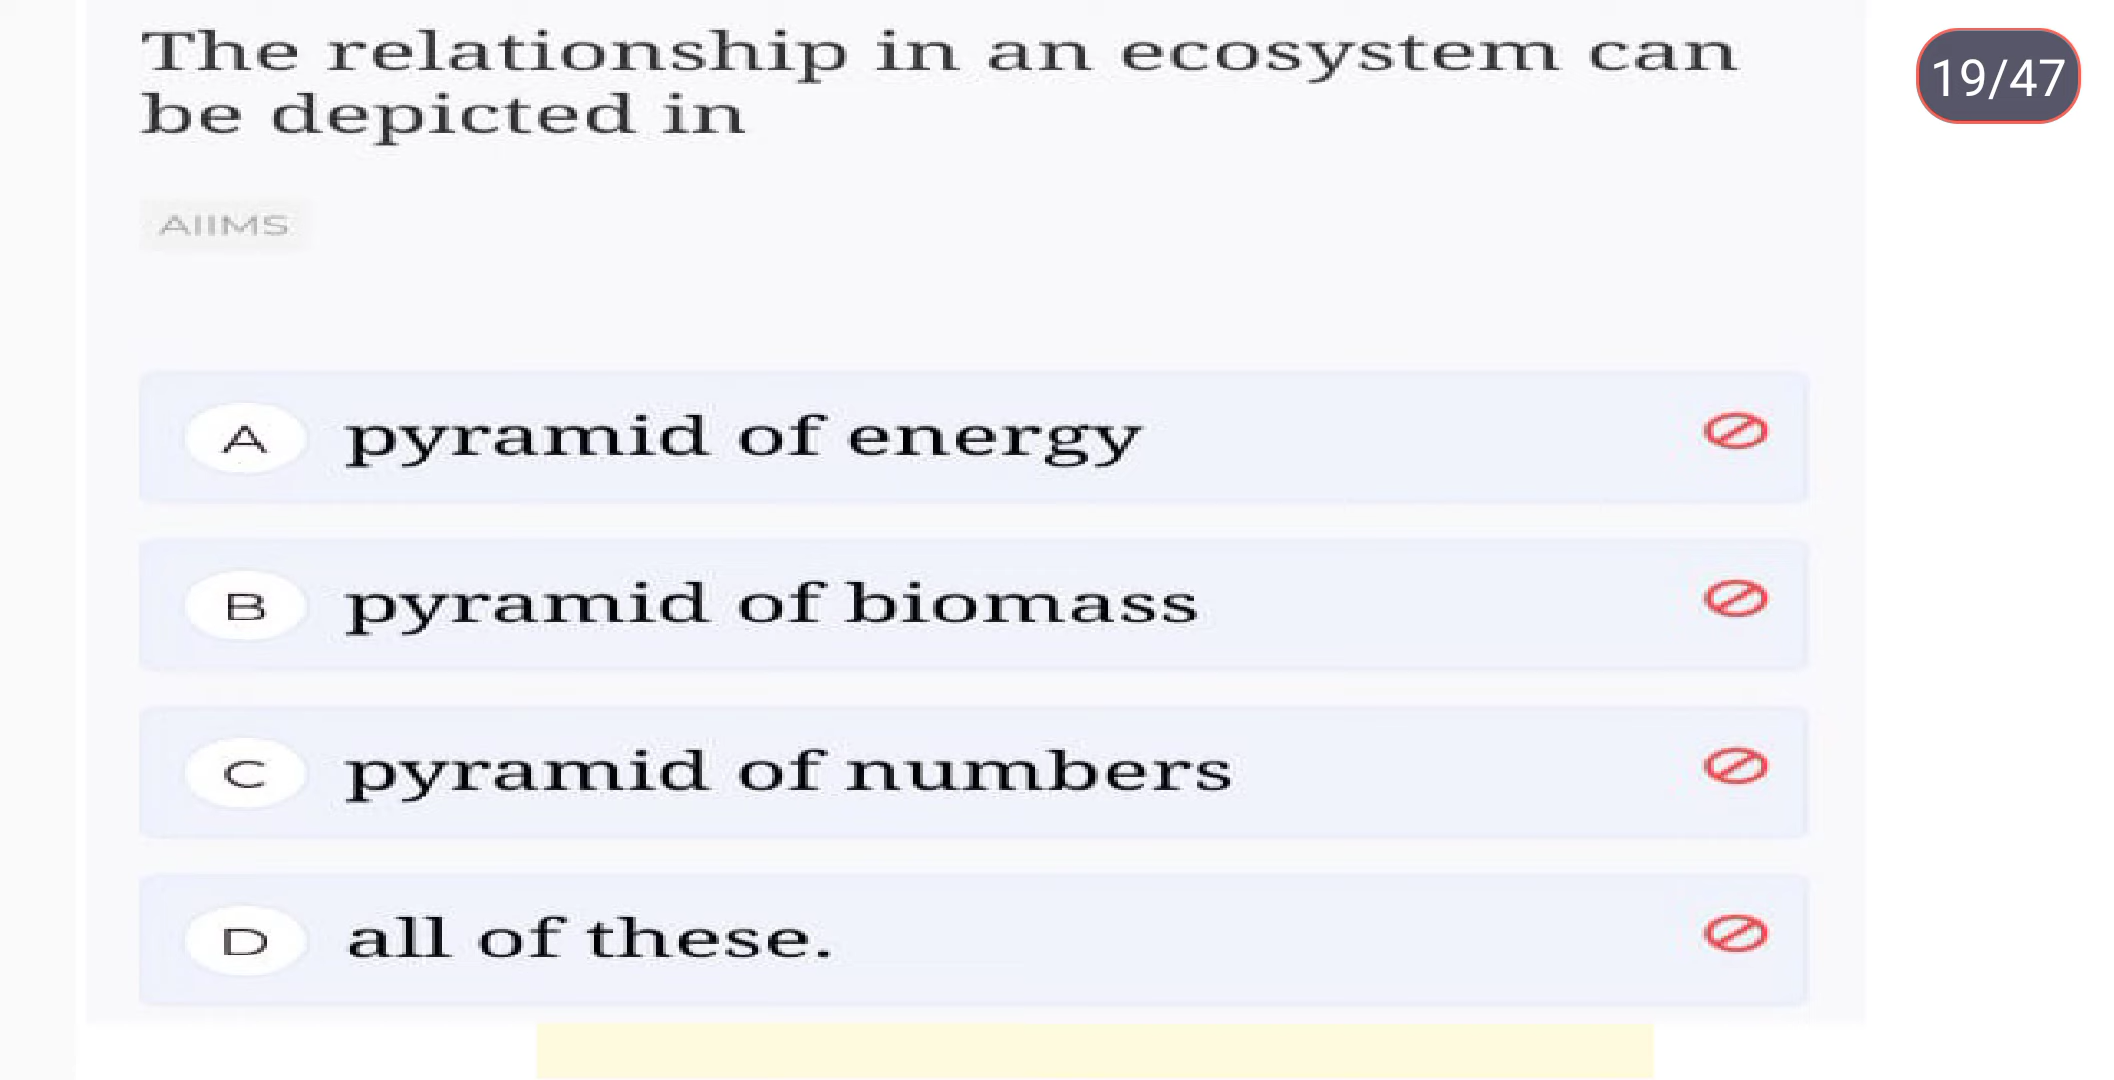 The relationship in an ecosystem can
be depicted in
19/47
AIIMS
A pyramid of energy
B pyramid of biomass
C pyramid of numbers
D all of these.